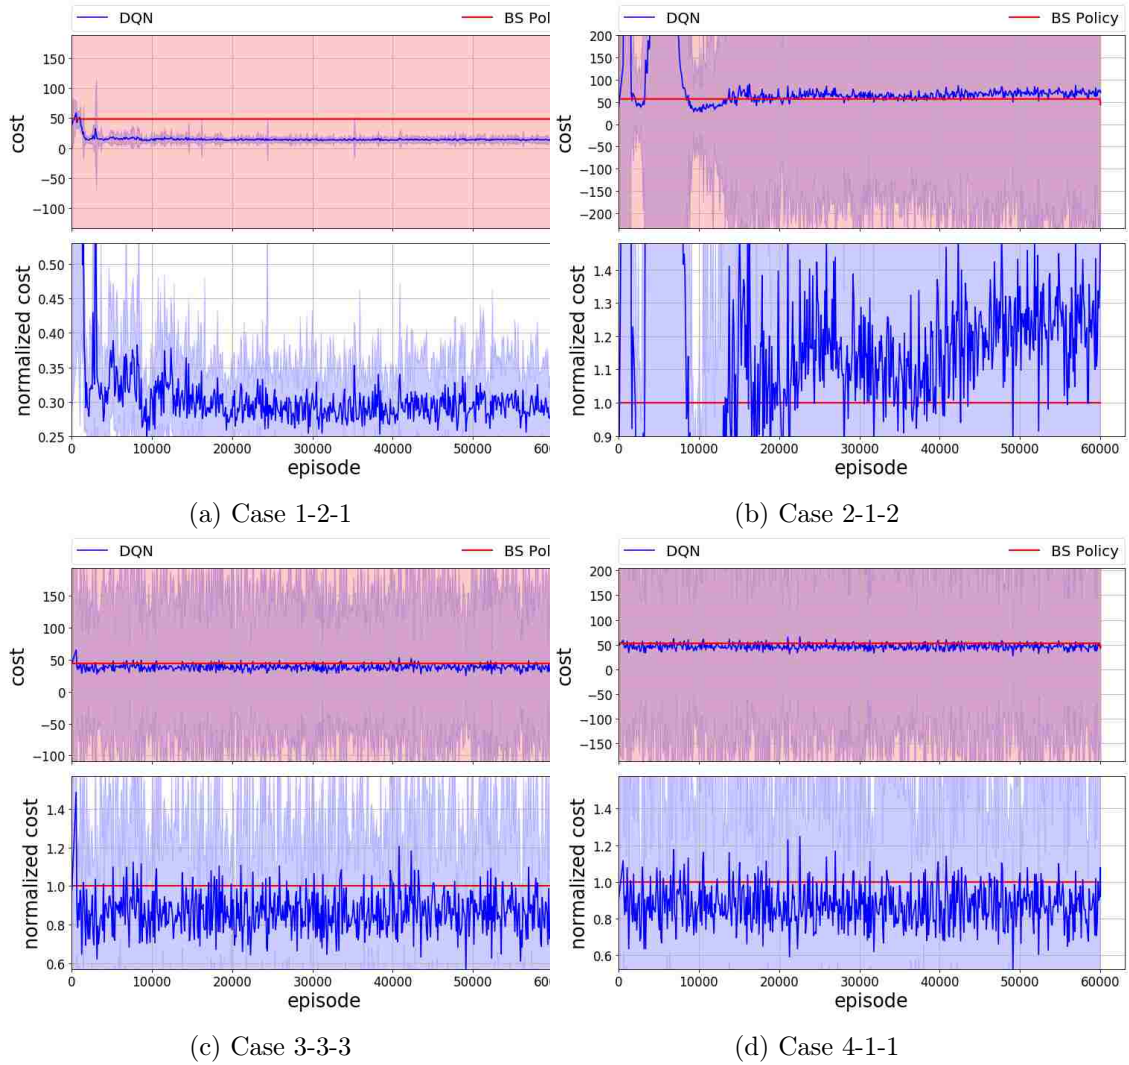 DQN BS Pol DQN BS Policy
cost 150 100 50 0 −50 −100
cost 200 150 100 50 0 −50 −100 −150 −200
normalized cost 0.50 0.45 0.40 0.35 0.30 0.25
normalized cost 1.4 1.3 1.2 1.1 1.0 0.9
0 10000 20000 30000 40000 50000 600 0 10000 20000 30000 40000 50000 60000
episode episode
(a) Case 1-2-1 (b) Case 2-1-2
DQN BS Pol DQN BS Policy
cost 150 100 50 0 −50 −100
cost 200 150 100 50 0 −50 −100 −150
normalized cost 1.4 1.2 1.0 0.8 0.6
normalized cost 1.4 1.2 1.0 0.8 0.6
0 10000 20000 30000 40000 50000 600 0 10000 20000 30000 40000 50000 60000
episode episode
(c) Case 3-3-3 (d) Case 4-1-1